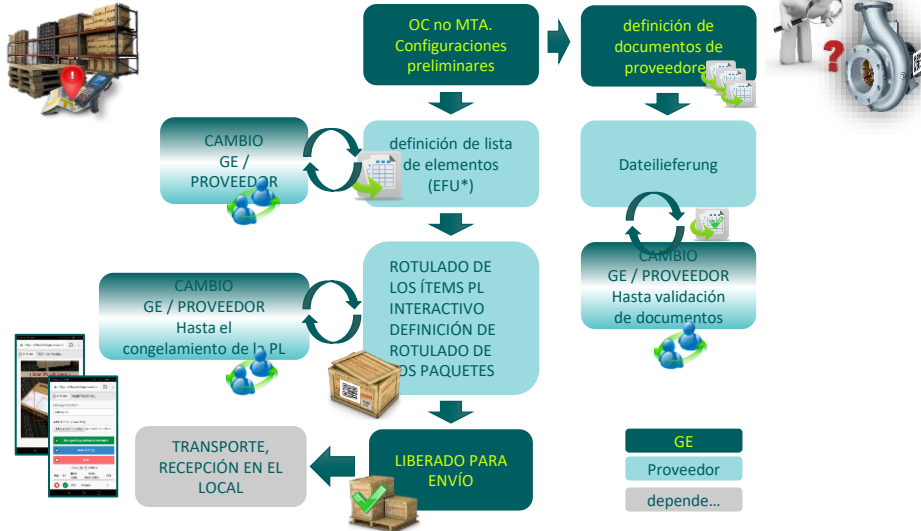 OC no MTA.
Configuraciones
preliminares
definición de
documentos de
proveedore
CAMBIO
GE /
PROVEEDOR
definición de lista
de elementos
(EFU*)
Dateilieferung
CAMBIO
GE / PROVEEDOR
Hasta validación
de documentos
CAMBIO
GE / PROVEEDOR
Hasta el
congelamiento de la PL
ROTULADO DE
LOS ÍTEMS PL
INTERACTIVO
DEFINICIÓN DE
ROTULADO DE
LOS PAQUETES
TRANSPORTE,
RECEPCIÓN EN EL
LOCAL
LIBERADO PARA
ENVÍO
GE
Proveedor
depende...